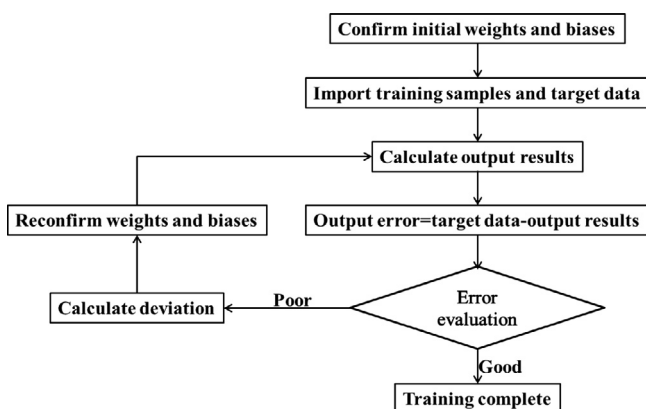 Confirm initial weights and biases
Import training samples and target data
Calculate output results
Reconfirm weights and biases
Output error=target data-output results
Calculate deviation
Poor
Error
evaluation
Good
Training complete